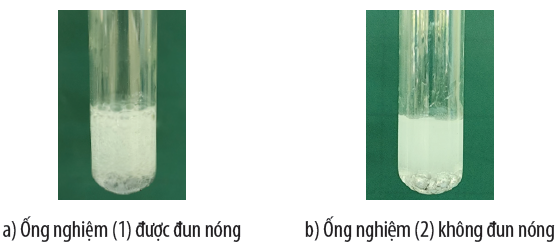 a) Ống nghiệm (1) được đun nóng
b) Ống nghiệm (2) không đun nóng